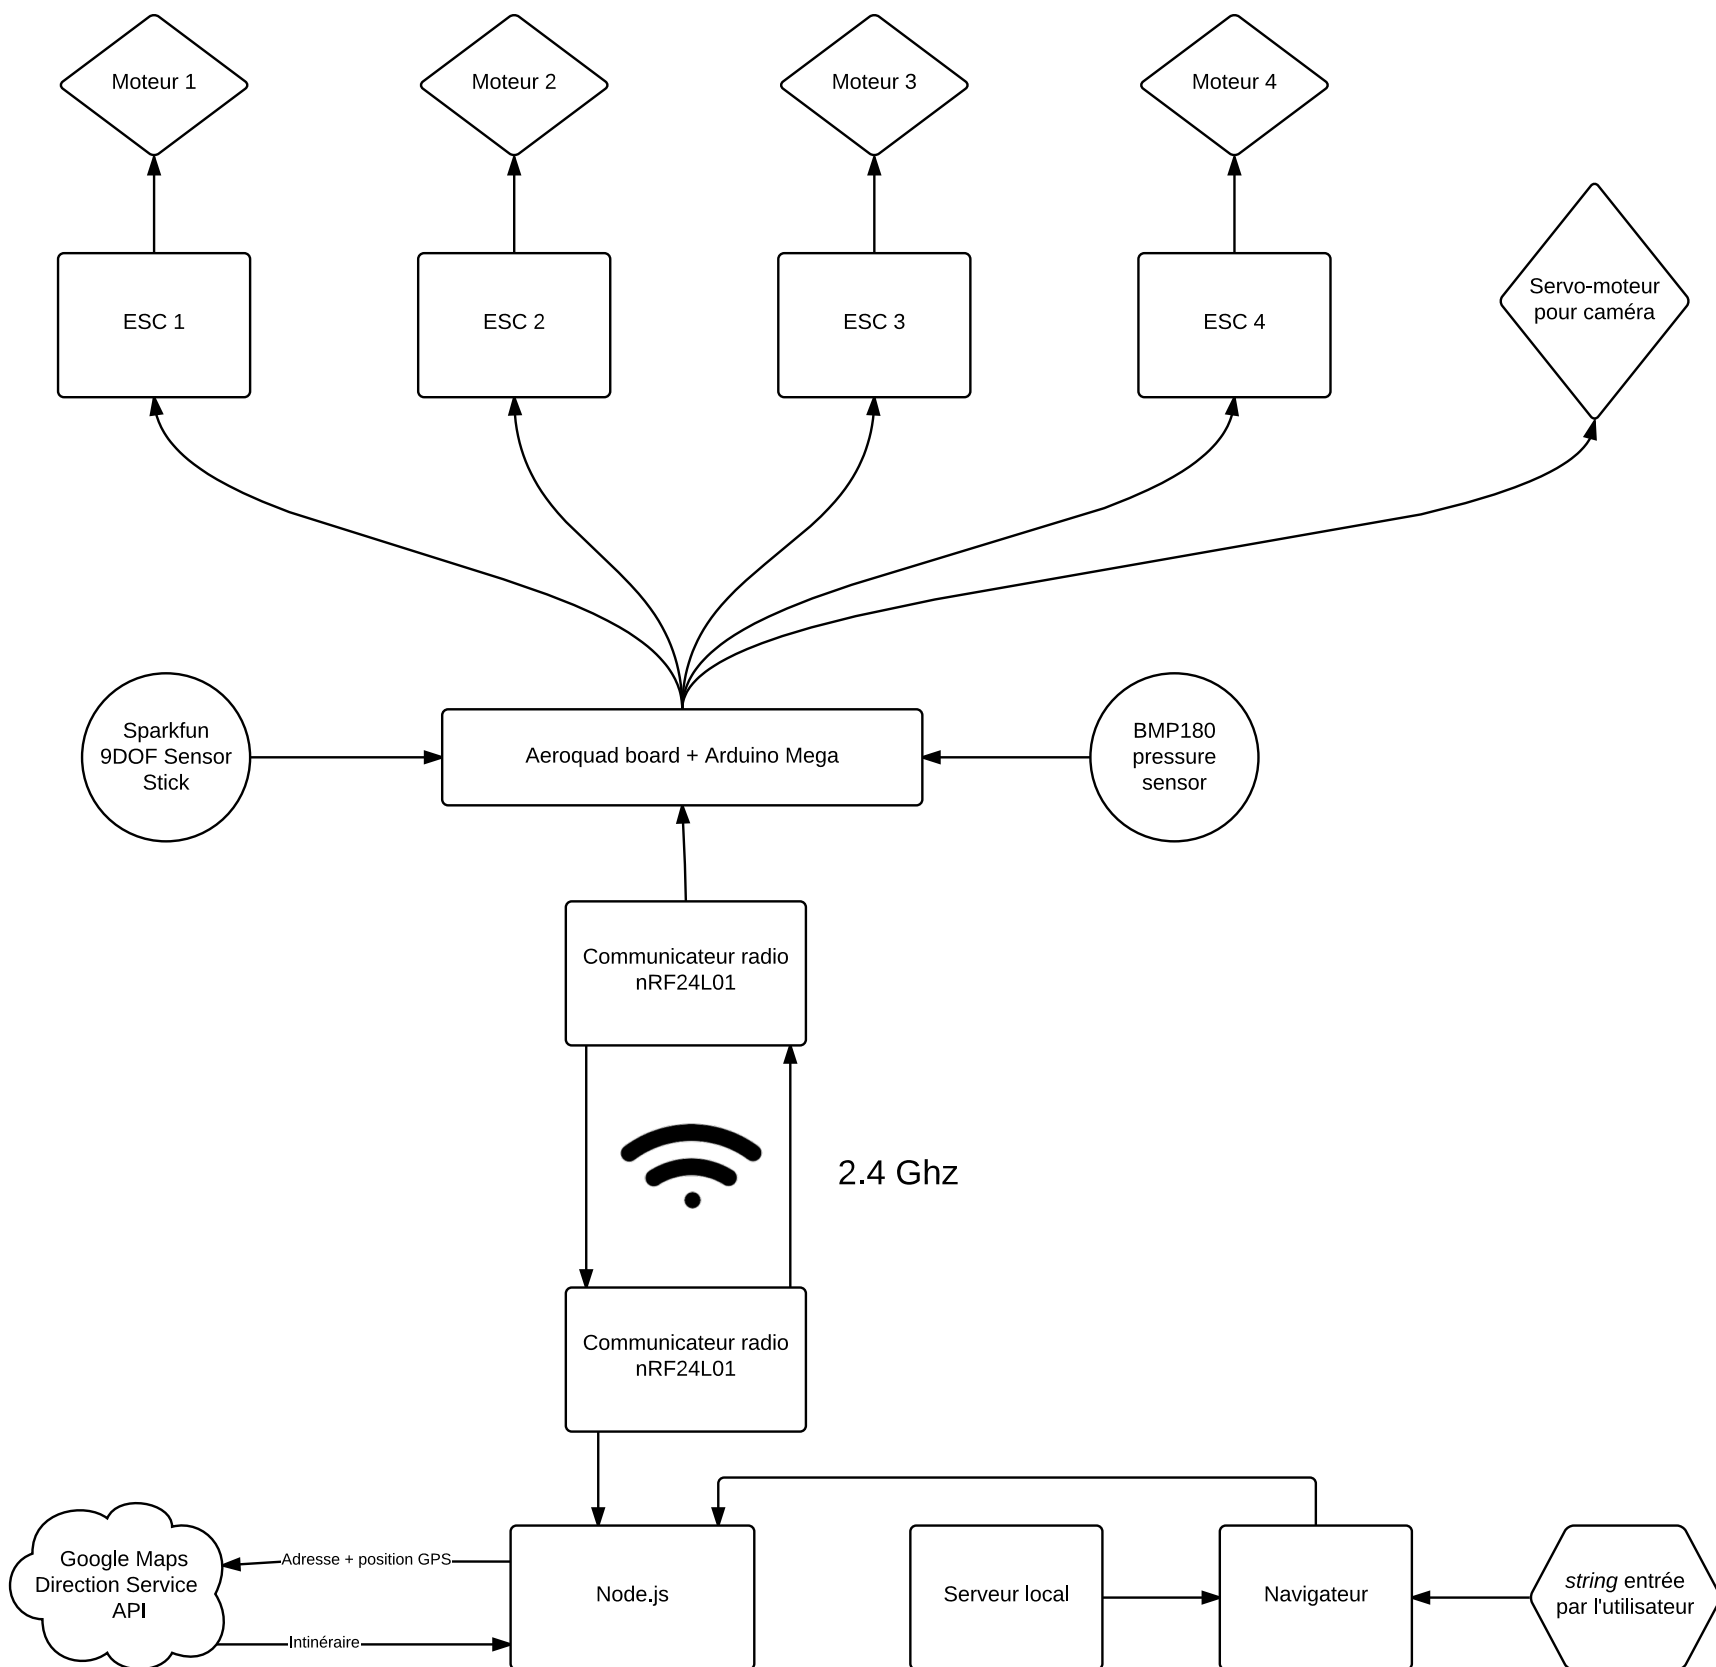 Moteur 1
Moteur 2
Moteur 3
Moteur 4
Servo-moteur
pour caméra
ESC 1
ESC 2
ESC 3
ESC 4
Sparkfun
9DOF Sensor
Stick
Aeroquad board + Arduino Mega
BMP180
pressure
sensor
Communicateur radio
nRF24L01
2.4 Ghz
Communicateur radio
nRF24L01
Google Maps
Direction Service
API
Adresse + position GPS
Intinéraire
Node.js
Serveur local
Navigateur
string entrée
par l'utilisateur